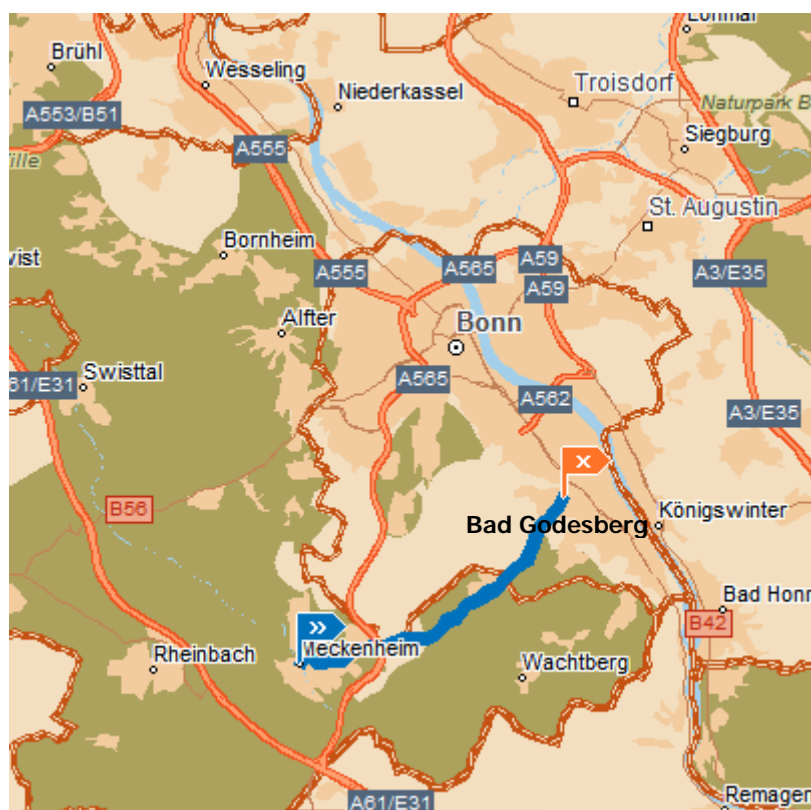 Lohmar
Brühl
Wesseling
Niederkassel
Troisdorf
Naturpark B
A553/B51
Siegburg
A555
ville
St. Augustin
Bornheim
vist
A555
A565
A59
A59
A3/E35
Alfter
Bonn
Swisttal
61/E31
A565
A562
A3/E35
B56
Bad Godesberg
Königswinter
Bad Honn
B42
»
×
Meckenheim
Rheinbach
Wachtberg
A61/E31
Remagen